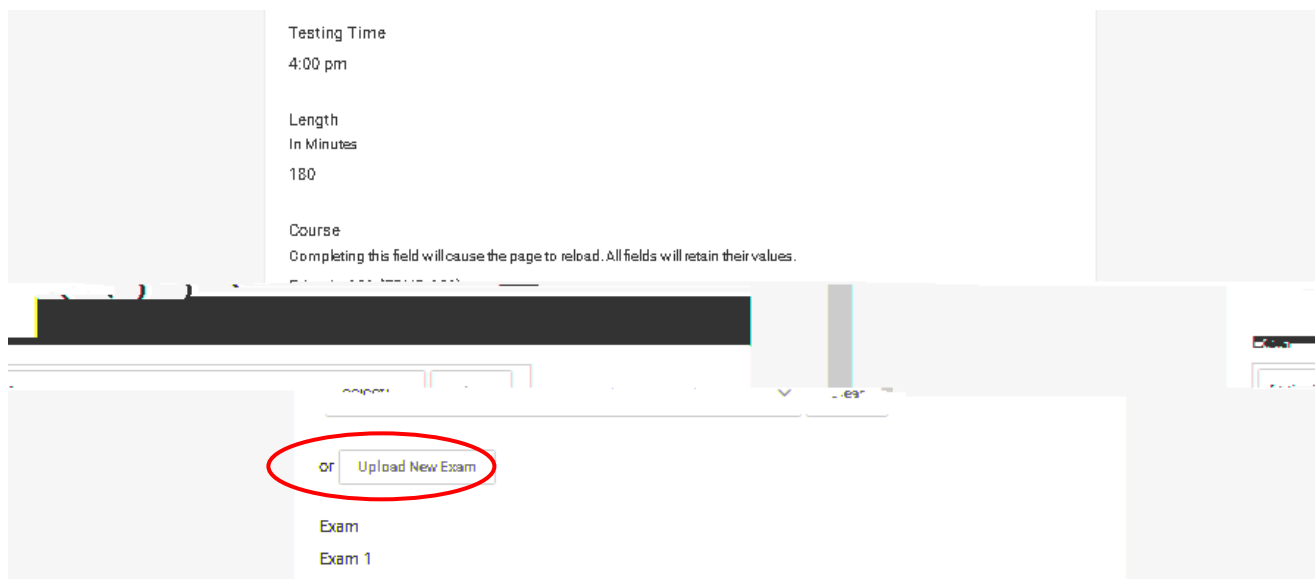 Testing Time
4:00 pm
Length
In Minutes
180
Course
Completing this field will cause the page to reload. All fields will retain their values.
or Upload New Exam
Exam
Exam 1